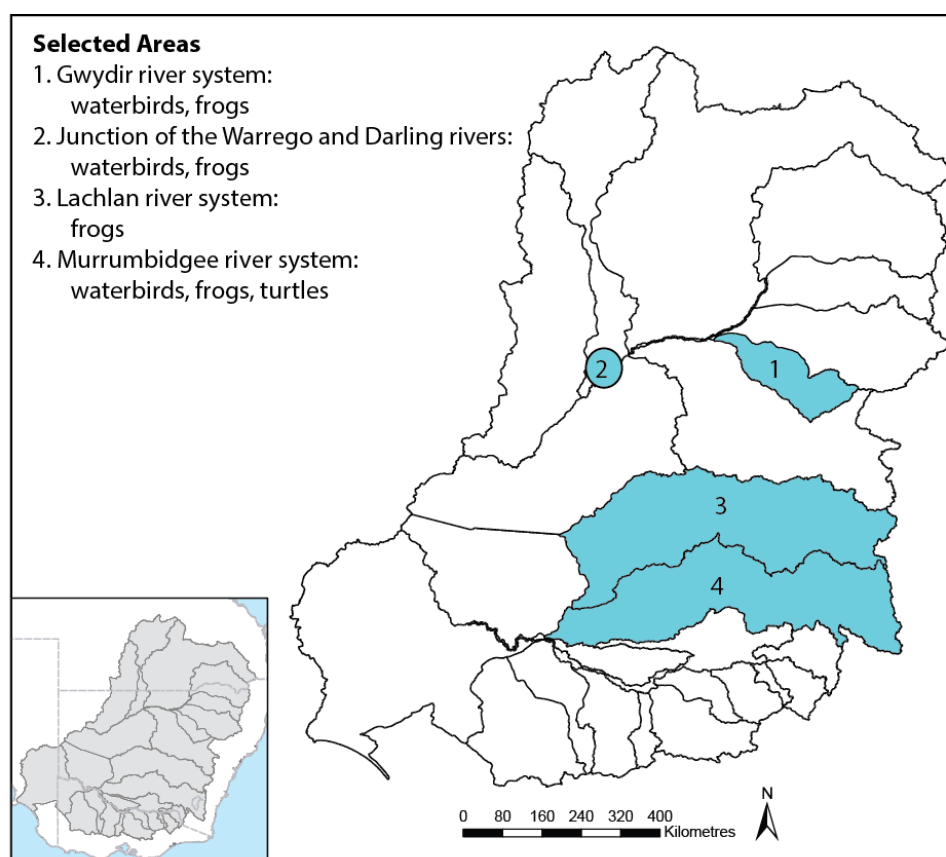 Selected Areas
1. Gwydir river system:
waterbirds, frogs
2. Junction of the Warrego and Darling rivers:
waterbirds, frogs
3. Lachlan river system:
frogs
4. Murrumbidgee river system:
waterbirds, frogs, turtles
1
2
3
4
N
0 80 160 240 320 400
Kilometres